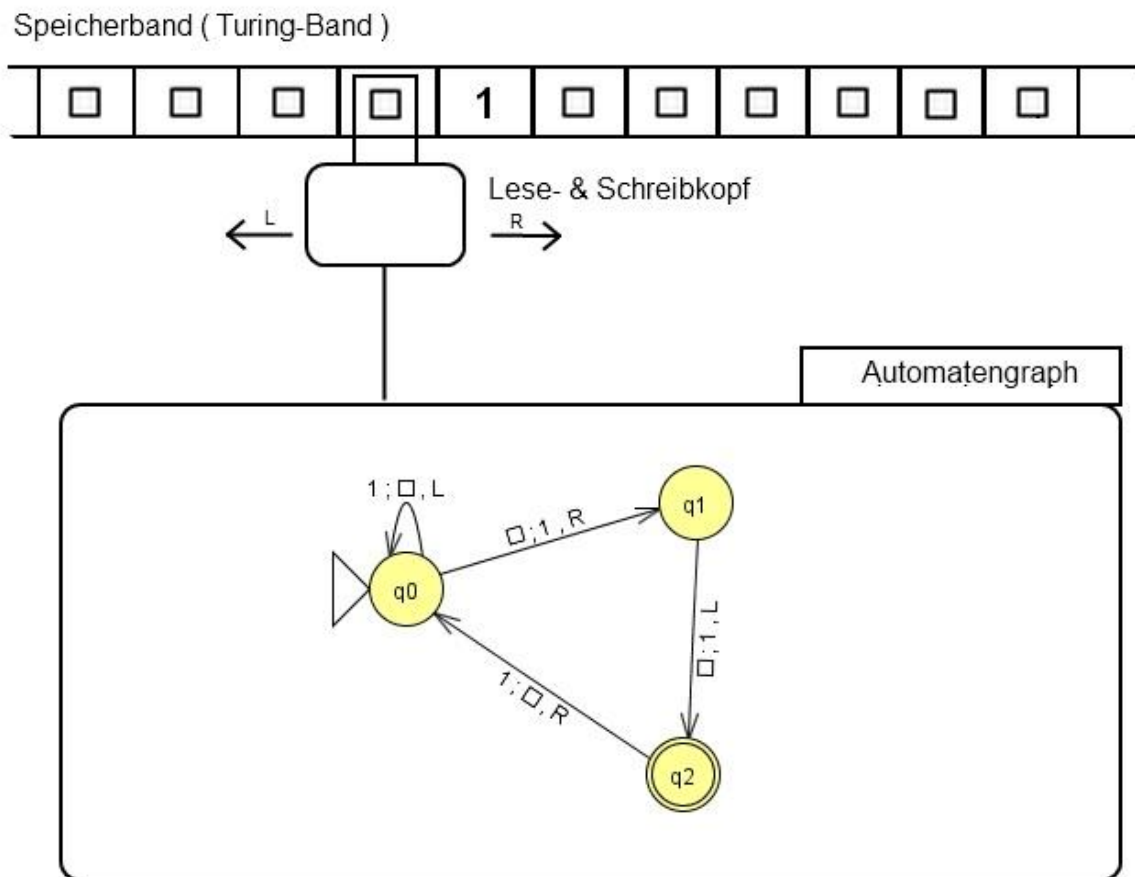 Speicherband ( Turing-Band )
□ □ □ □ 1 □ □ □ □ □ □
Lese- & Schreibkopf
L
R
Automatengraph
1 ; □, L
q1
□; 1 , R
q0
□; 1, L
1 ; □, R
q2